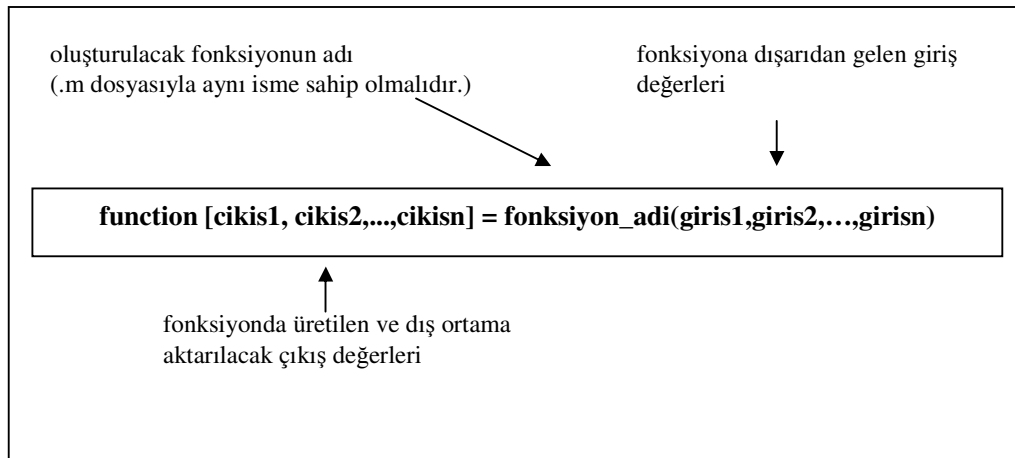 oluşturulacak fonksiyonun adı
(.m dosyasıyla aynı isme sahip olmalıdır.)
fonksiyona dışarıdan gelen giriş
değerleri
function [cikis1, cikis2,...,cikisn] = fonksiyon_adi(giris1,giris2,…,girisn)
fonksiyonda üretilen ve dış ortama
aktarılacak çıkış değerleri